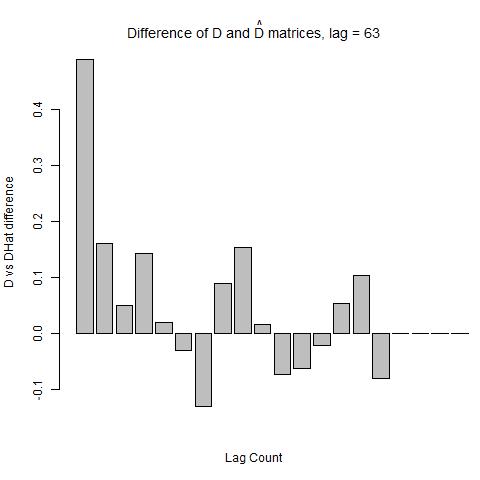 Difference of D and D̂ matrices, lag = 63
0.4
0.3
0.2
0.1
0.0
-0.1
D vs DHat difference
Lag Count